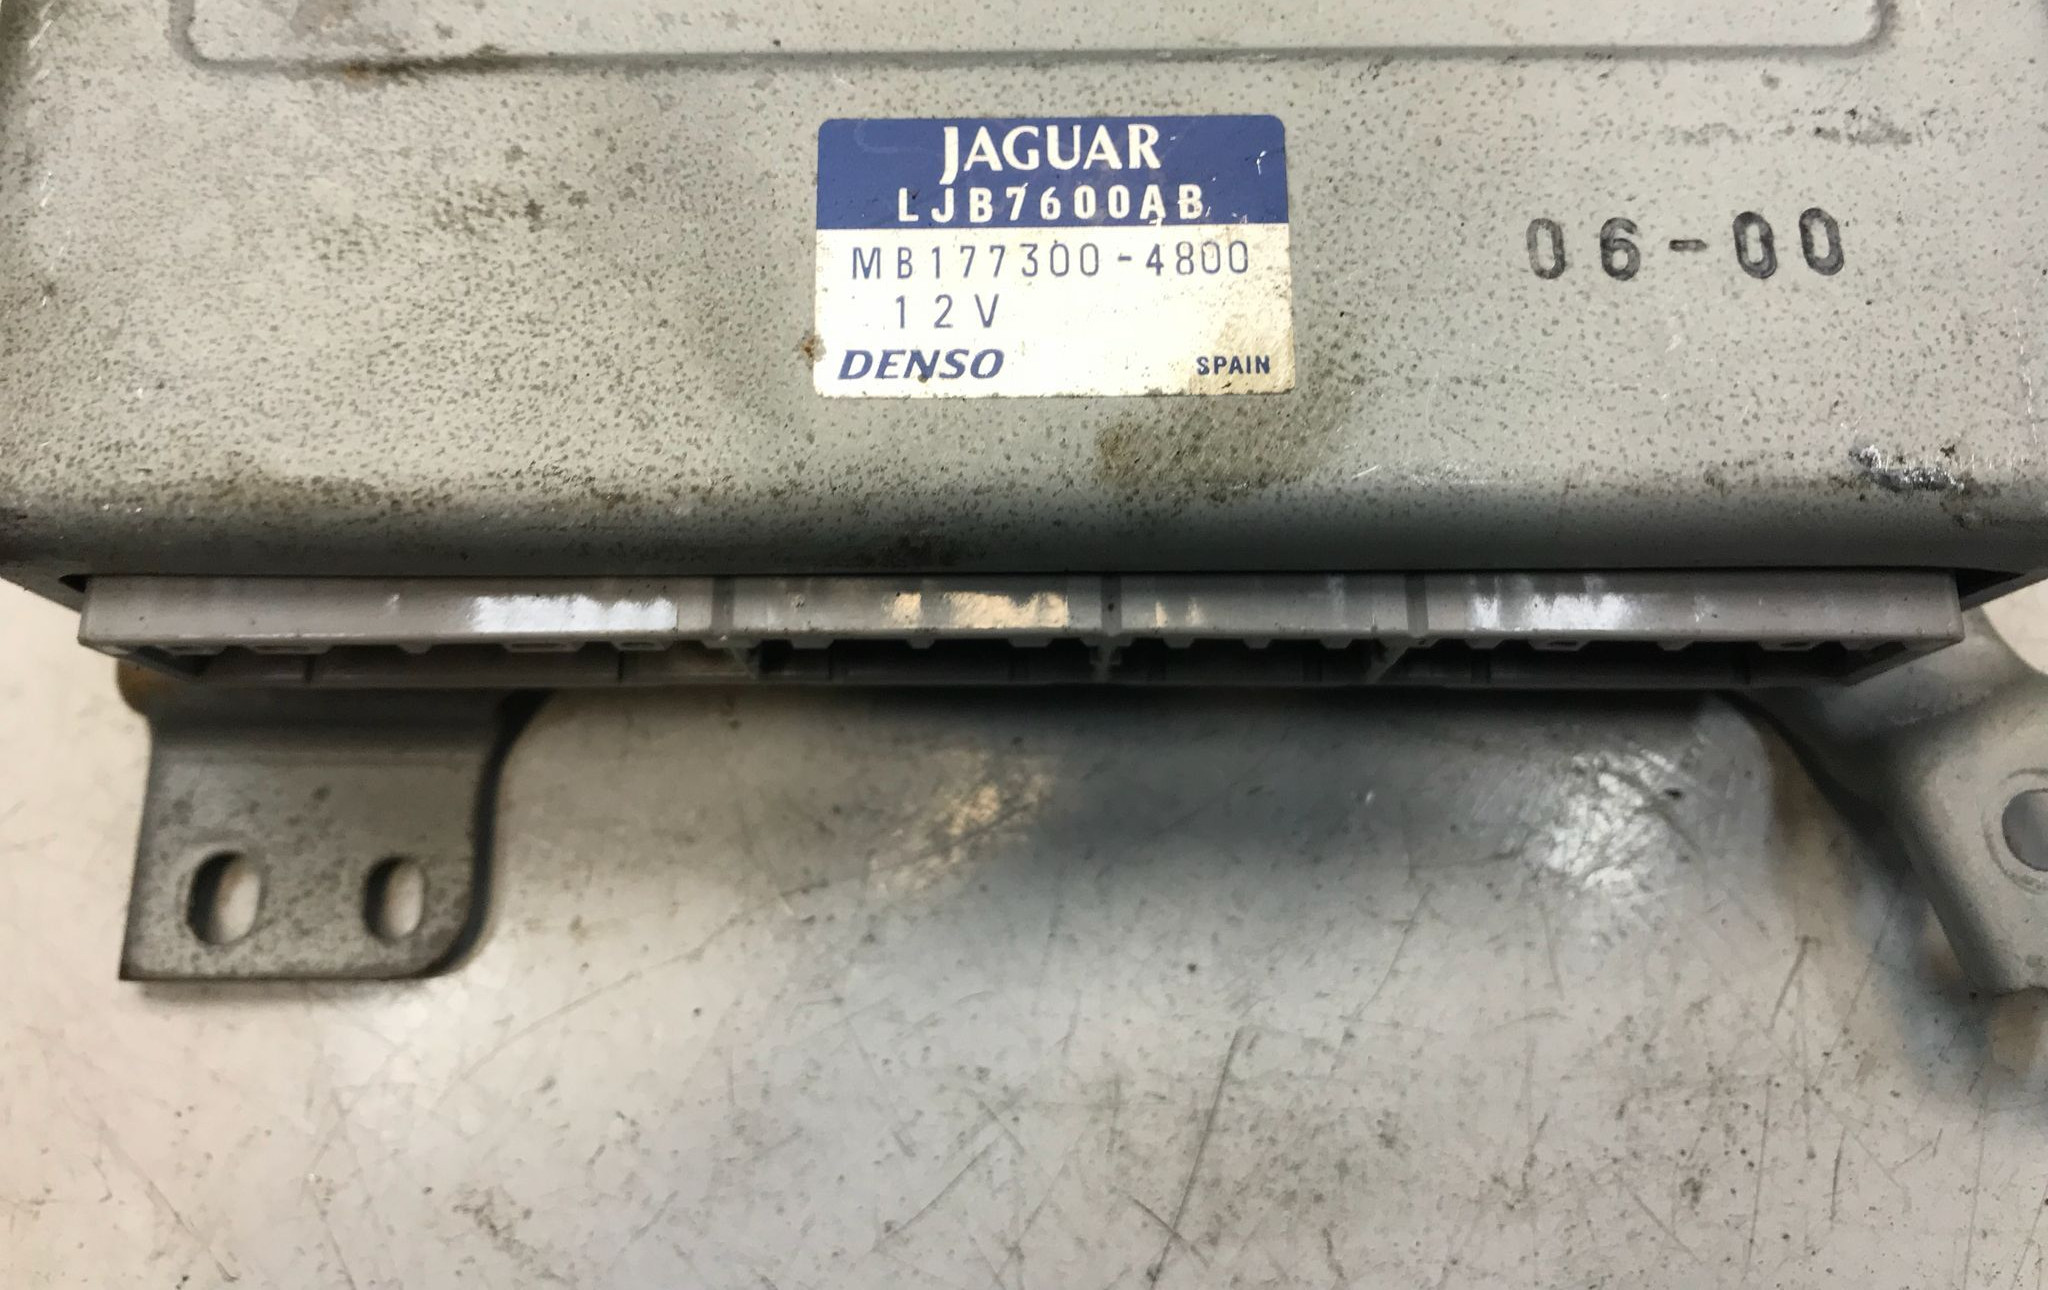 JAGUAR
LJB7600AB
MB177300-4800
12V
DENSO SPAIN
06-00